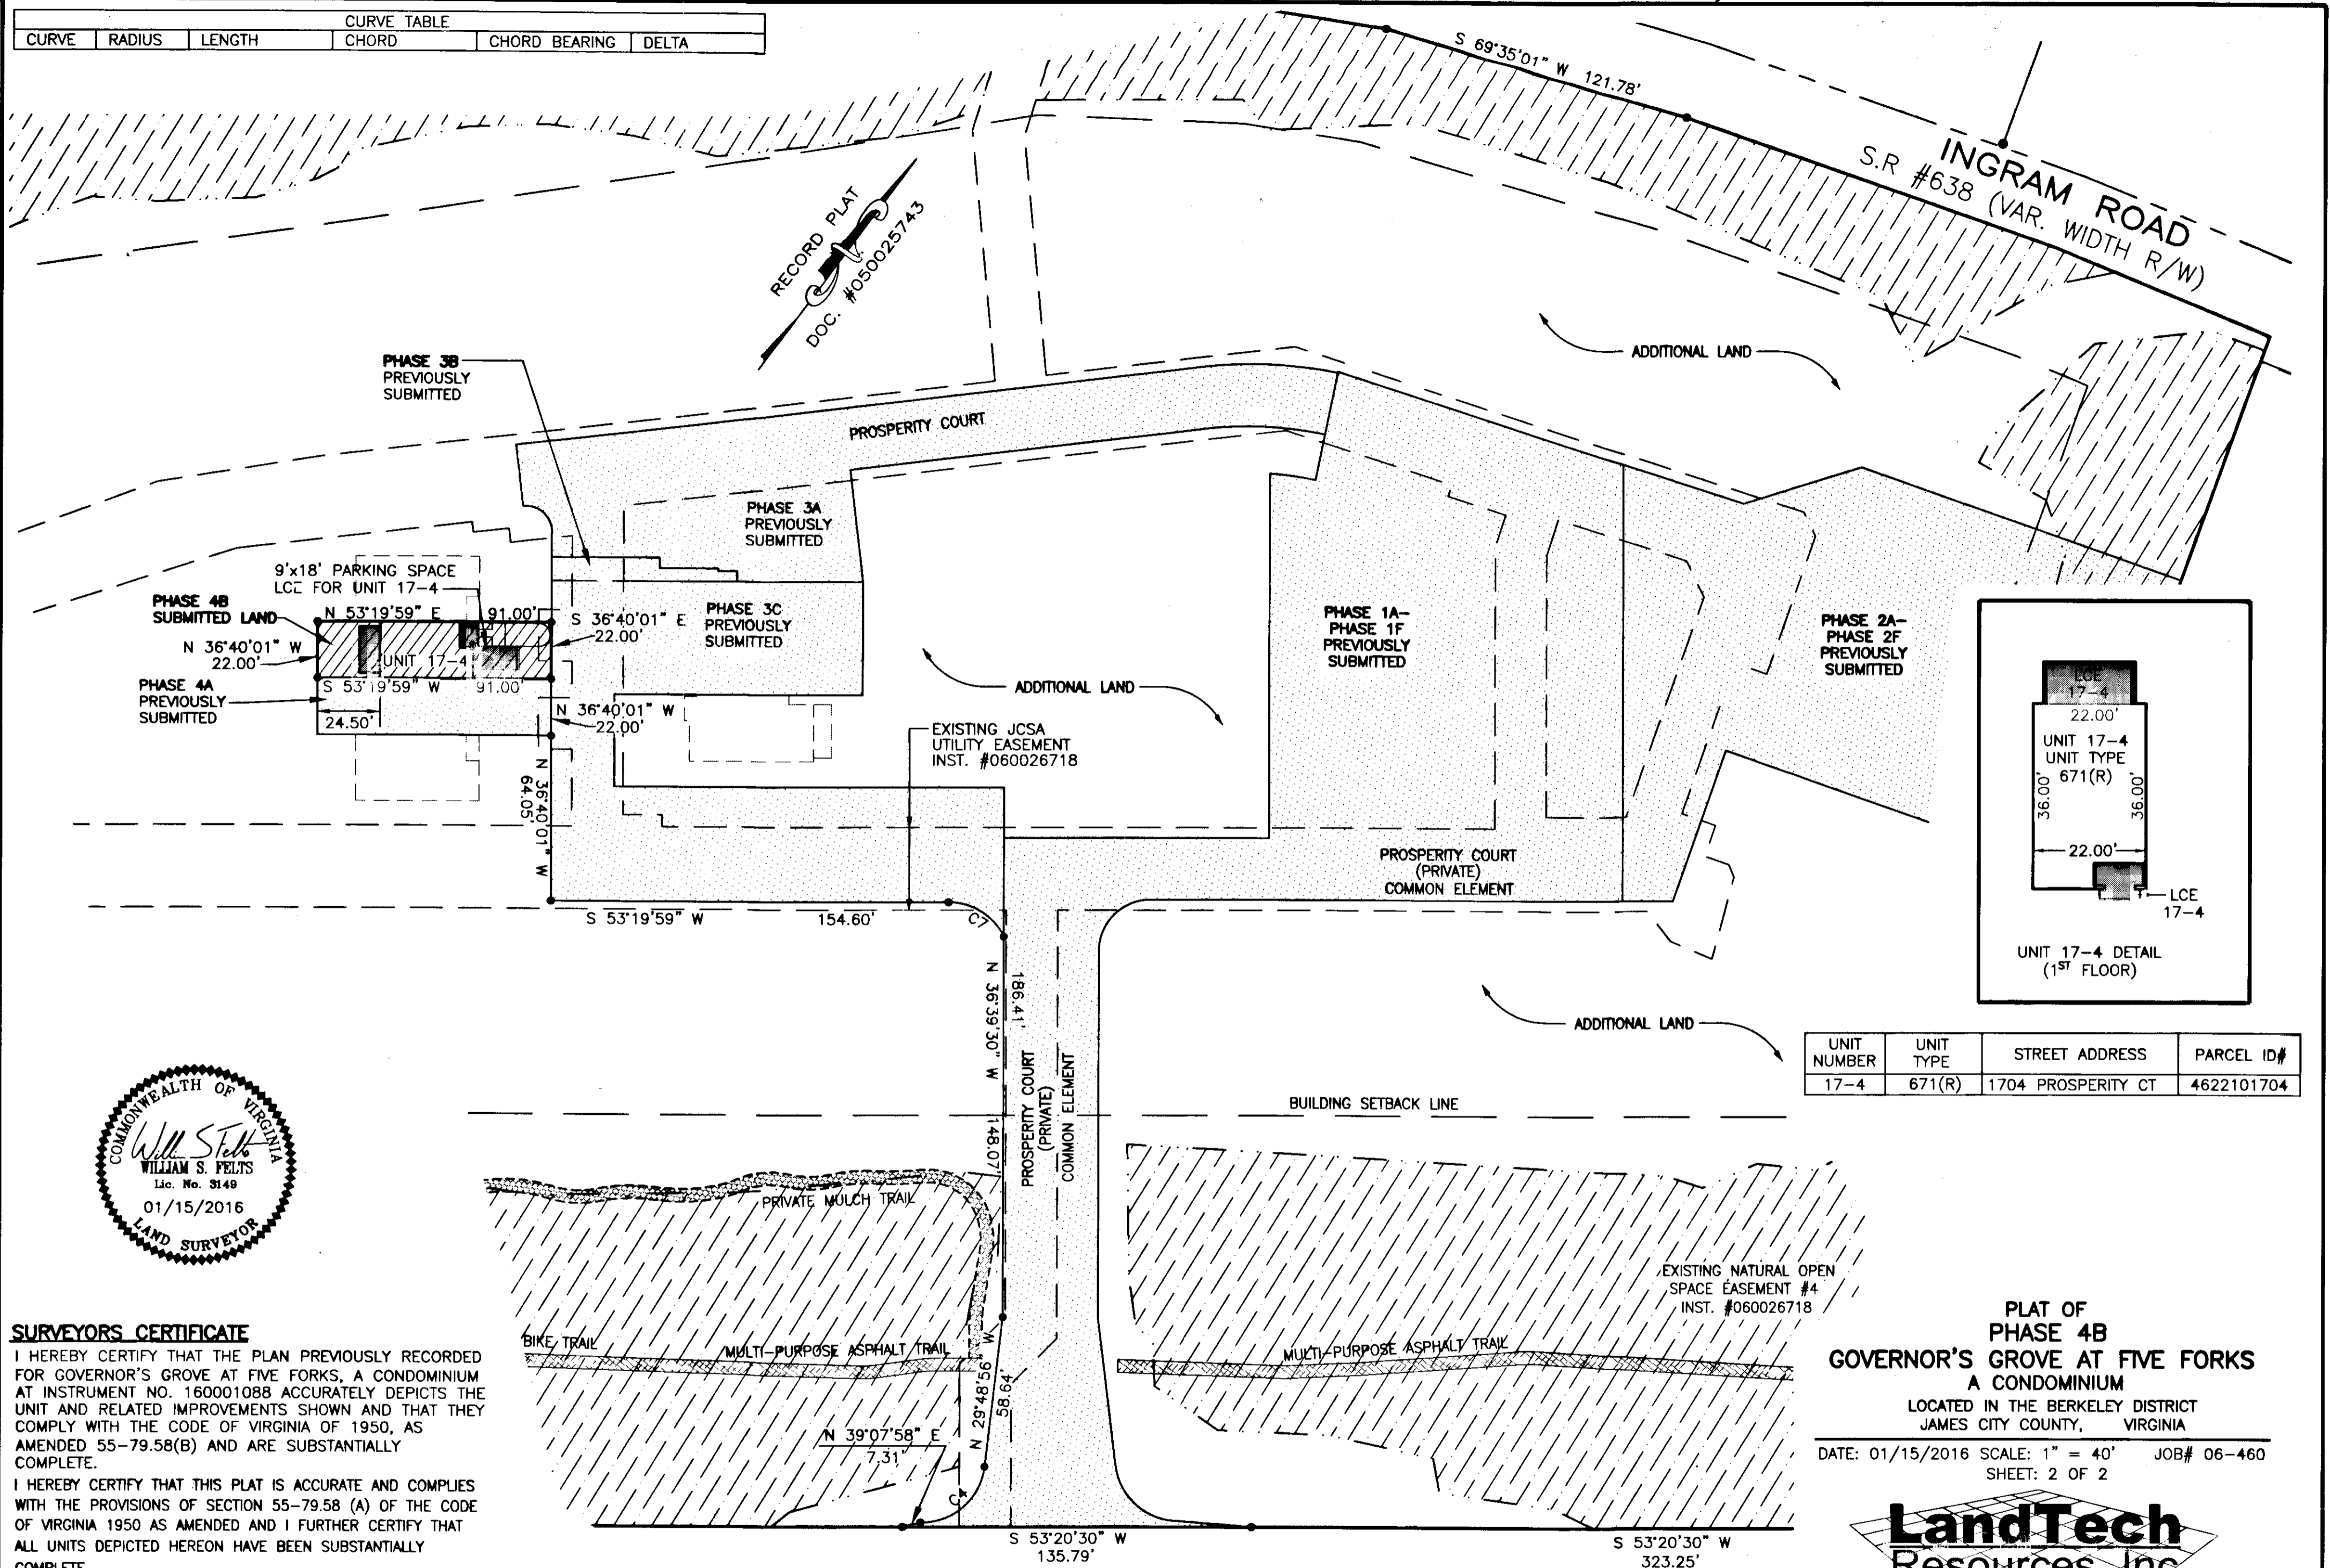 CURVE TABLE
CURVE RADIUS LENGTH CHORD CHORD BEARING DELTA
S 69°35'01" W 121.78'
INGRAM ROAD
S.R #638 (VAR. WIDTH R/W)
RECORD PLAT
DOC. #050025743
PHASE 3B
PREVIOUSLY
SUBMITTED
ADDITIONAL LAND
PROSPERITY COURT
PHASE 3A
PREVIOUSLY
SUBMITTED
9'x18' PARKING SPACE
LCE FOR UNIT 17-4
PHASE 4B
SUBMITTED LAND
N 53°19'59" E 91.00'
S 36°40'01" E
22.00'
N 36°40'01" W
22.00'
UNIT 17-4
S 53°19'59" W 91.00'
PHASE 4A
PREVIOUSLY
SUBMITTED
24.50'
N 36°40'01" W
22.00'
PHASE 3C
PREVIOUSLY
SUBMITTED
PHASE 1A-
PHASE 1F
PREVIOUSLY
SUBMITTED
PHASE 2A-
PHASE 2F
PREVIOUSLY
SUBMITTED
ADDITIONAL LAND
EXISTING JCSA
UTILITY EASEMENT
INST. #060026718
N 36°40'01" W
64.05'
LCE
17-4
22.00'
UNIT 17-4
UNIT TYPE
671(R)
36.00'
36.00'
22.00'
LCE
17-4
UNIT 17-4 DETAIL
(1ST FLOOR)
PROSPERITY COURT
(PRIVATE)
COMMON ELEMENT
S 53°19'59" W 154.60'
C7
N 36°39'30" W
186.41'
148.07'
PROSPERITY COURT
(PRIVATE)
COMMON ELEMENT
ADDITIONAL LAND
UNIT NUMBER UNIT TYPE STREET ADDRESS PARCEL ID#
17-4 671(R) 1704 PROSPERITY CT 4622101704
BUILDING SETBACK LINE
COMMONWEALTH OF VIRGINIA
Will S Felts
WILLIAM S. FELTS
Lic. No. 3149
01/15/2016
LAND SURVEYOR
PRIVATE MULCH TRAIL
BIKE TRAIL
MULTI-PURPOSE ASPHALT TRAIL
MULTI-PURPOSE ASPHALT TRAIL
EXISTING NATURAL OPEN
SPACE EASEMENT #4
INST. #060026718
N 29°48'56" W
58.64'
N 39°07'58" E
7.31'
C4
S 53°20'30" W
135.79'
S 53°20'30" W
323.25'
SURVEYORS CERTIFICATE
I HEREBY CERTIFY THAT THE PLAN PREVIOUSLY RECORDED
FOR GOVERNOR'S GROVE AT FIVE FORKS, A CONDOMINIUM
AT INSTRUMENT NO. 160001088 ACCURATELY DEPICTS THE
UNIT AND RELATED IMPROVEMENTS SHOWN AND THAT THEY
COMPLY WITH THE CODE OF VIRGINIA OF 1950, AS
AMENDED 55-79.58(B) AND ARE SUBSTANTIALLY
COMPLETE.
I HEREBY CERTIFY THAT THIS PLAT IS ACCURATE AND COMPLIES
WITH THE PROVISIONS OF SECTION 55-79.58 (A) OF THE CODE
OF VIRGINIA 1950 AS AMENDED AND I FURTHER CERTIFY THAT
ALL UNITS DEPICTED HEREON HAVE BEEN SUBSTANTIALLY
COMPLETE
PLAT OF
PHASE 4B
GOVERNOR'S GROVE AT FIVE FORKS
A CONDOMINIUM
LOCATED IN THE BERKELEY DISTRICT
JAMES CITY COUNTY, VIRGINIA
DATE: 01/15/2016 SCALE: 1" = 40' JOB# 06-460
SHEET: 2 OF 2
LandTech
Resources, Inc